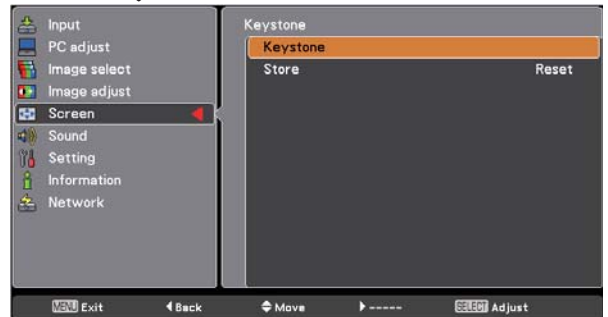 Input
PC adjust
Image select
Image adjust
Screen
Sound
Setting
Information
Network
Keystone
Keystone
Store Reset
MENU Exit Back Move ----- SELECT Adjust